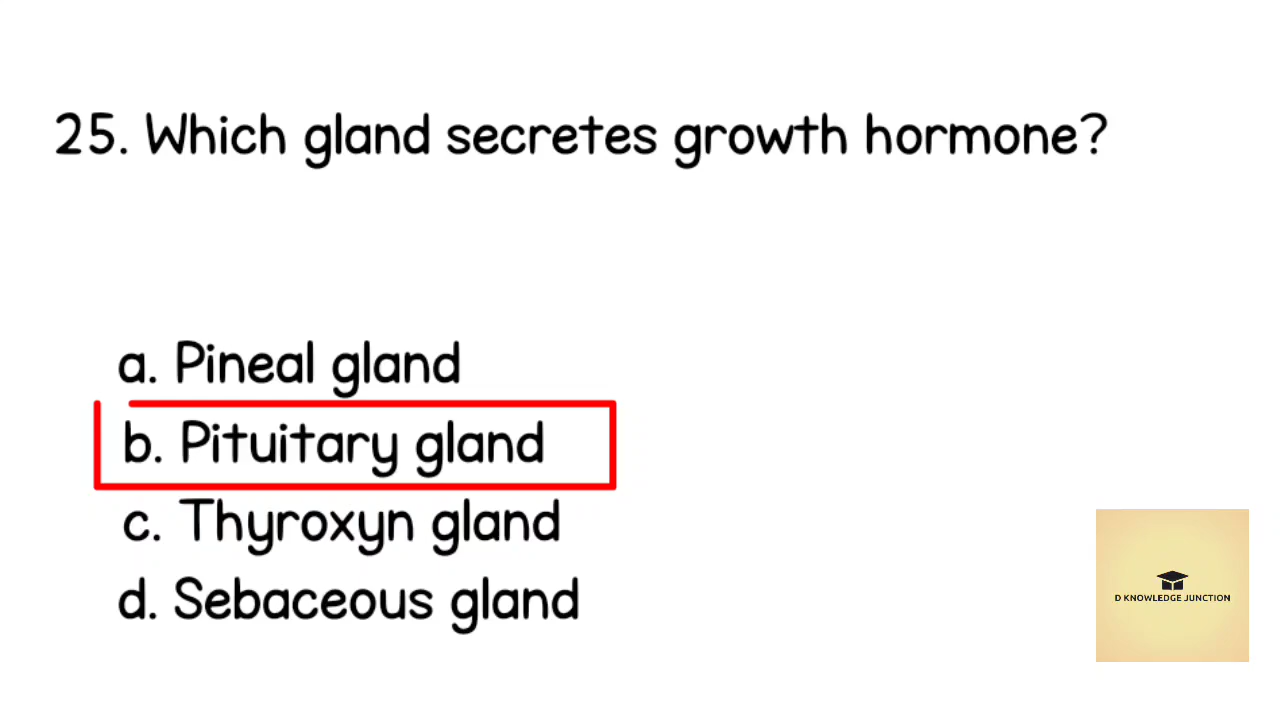 25. Which gland secretes growth hormone?
a. Pineal gland
b. Pituitary gland
c. Thyroxyn gland
d. Sebaceous gland
D KNOWLEDGE JUNCTION